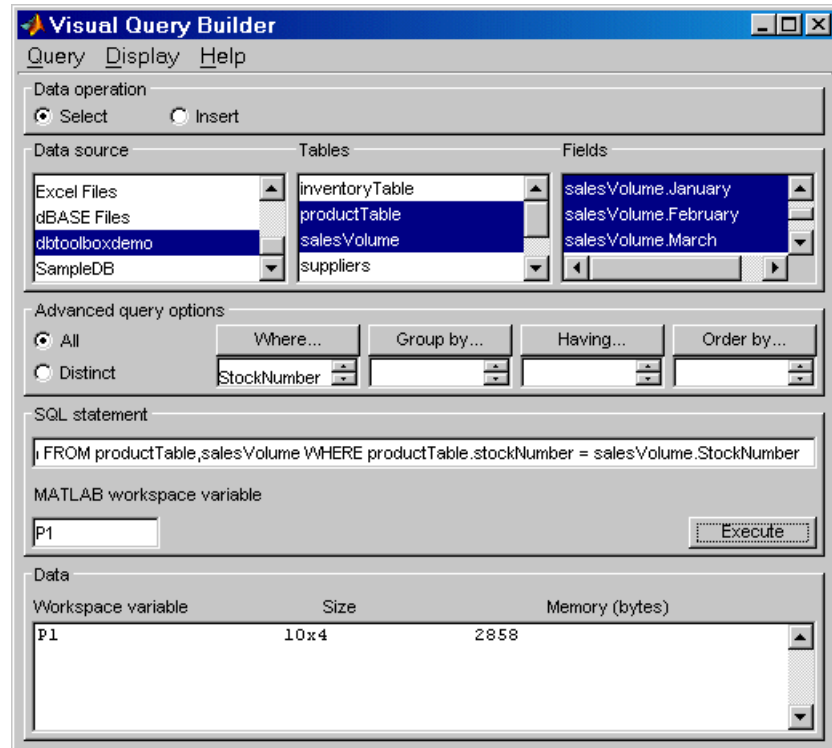 Visual Query Builder
Query Display Help
Data operation
Select Insert
Data source Tables Fields
Excel Files
dBASE Files
dbtoolboxdemo
SampleDB
inventoryTable
productTable
salesVolume
suppliers
salesVolume.January
salesVolume.February
salesVolume.March
Advanced query options
All
Distinct
Where... Group by... Having... Order by...
StockNumber
SQL statement
FROM productTable,salesVolume WHERE productTable.stockNumber = salesVolume.StockNumber
MATLAB workspace variable
P1
Execute
Data
Workspace variable Size Memory (bytes)
P1 10x4 2858